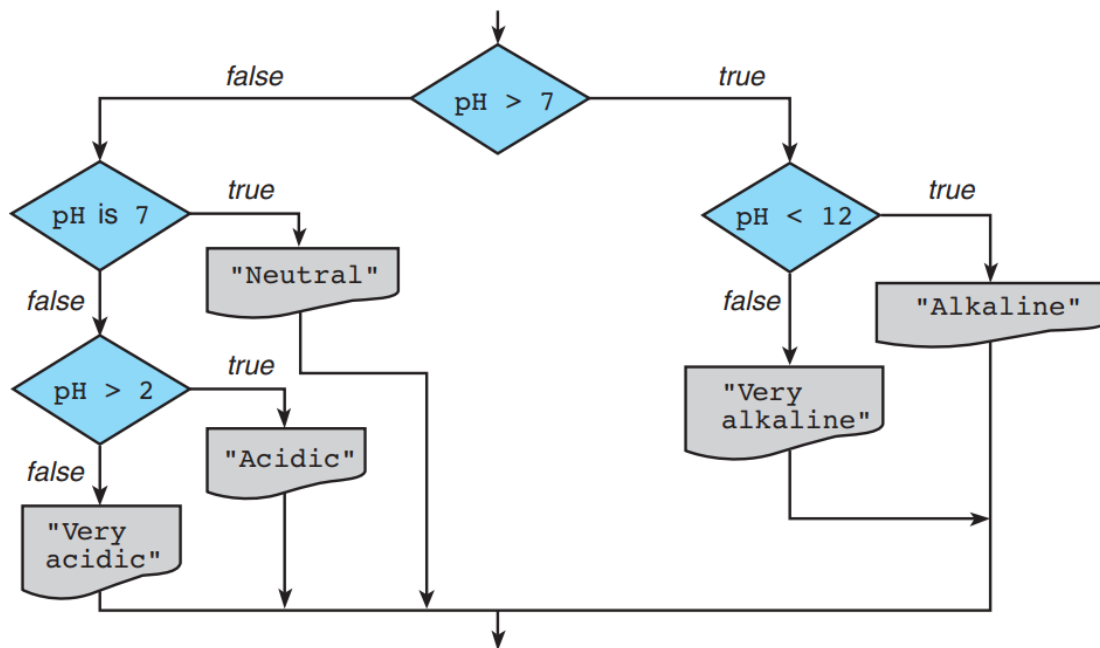 false
pH > 7
true
pH is 7
true
"Neutral"
false
pH > 2
true
"Acidic"
false
"Very
acidic"
pH < 12
true
"Alkaline"
false
"Very
alkaline"